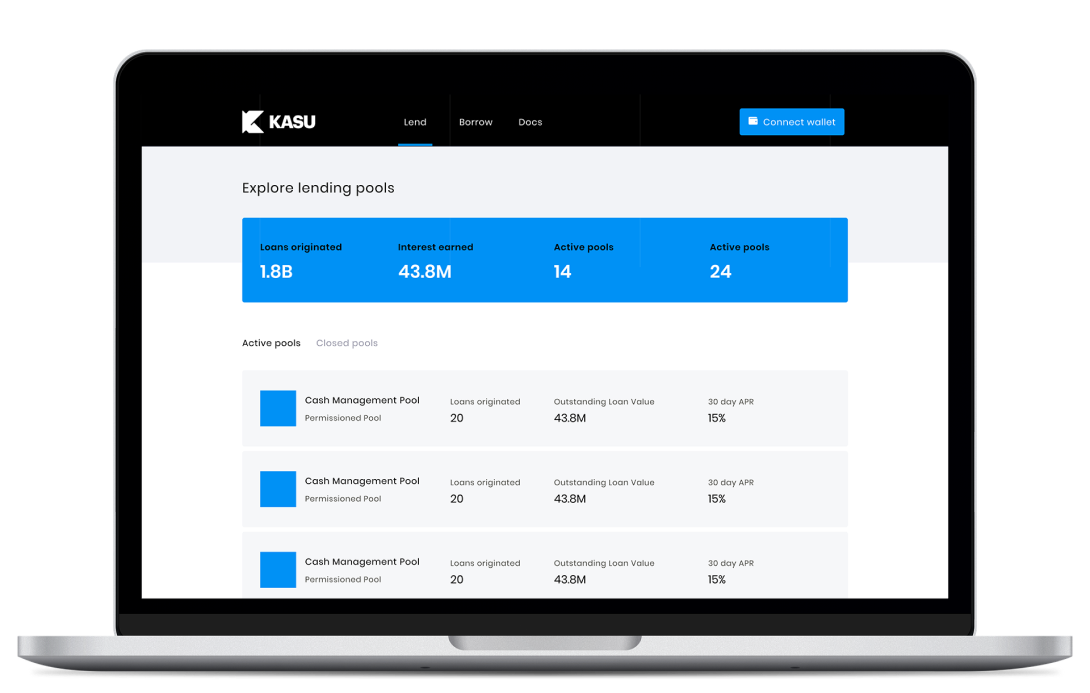 KASU
Lend Borrow Docs
Connect wallet
Explore lending pools
Loans originated Interest earned Active pools Active pools
1.8B 43.8M 14 24
Active pools Closed pools
Cash Management Pool Loans originated Outstanding Loan Value 30 day APR
Permissioned Pool 20 43.8M 15%
Cash Management Pool Loans originated Outstanding Loan Value 30 day APR
Permissioned Pool 20 43.8M 15%
Cash Management Pool Loans originated Outstanding Loan Value 30 day APR
Permissioned Pool 20 43.8M 15%